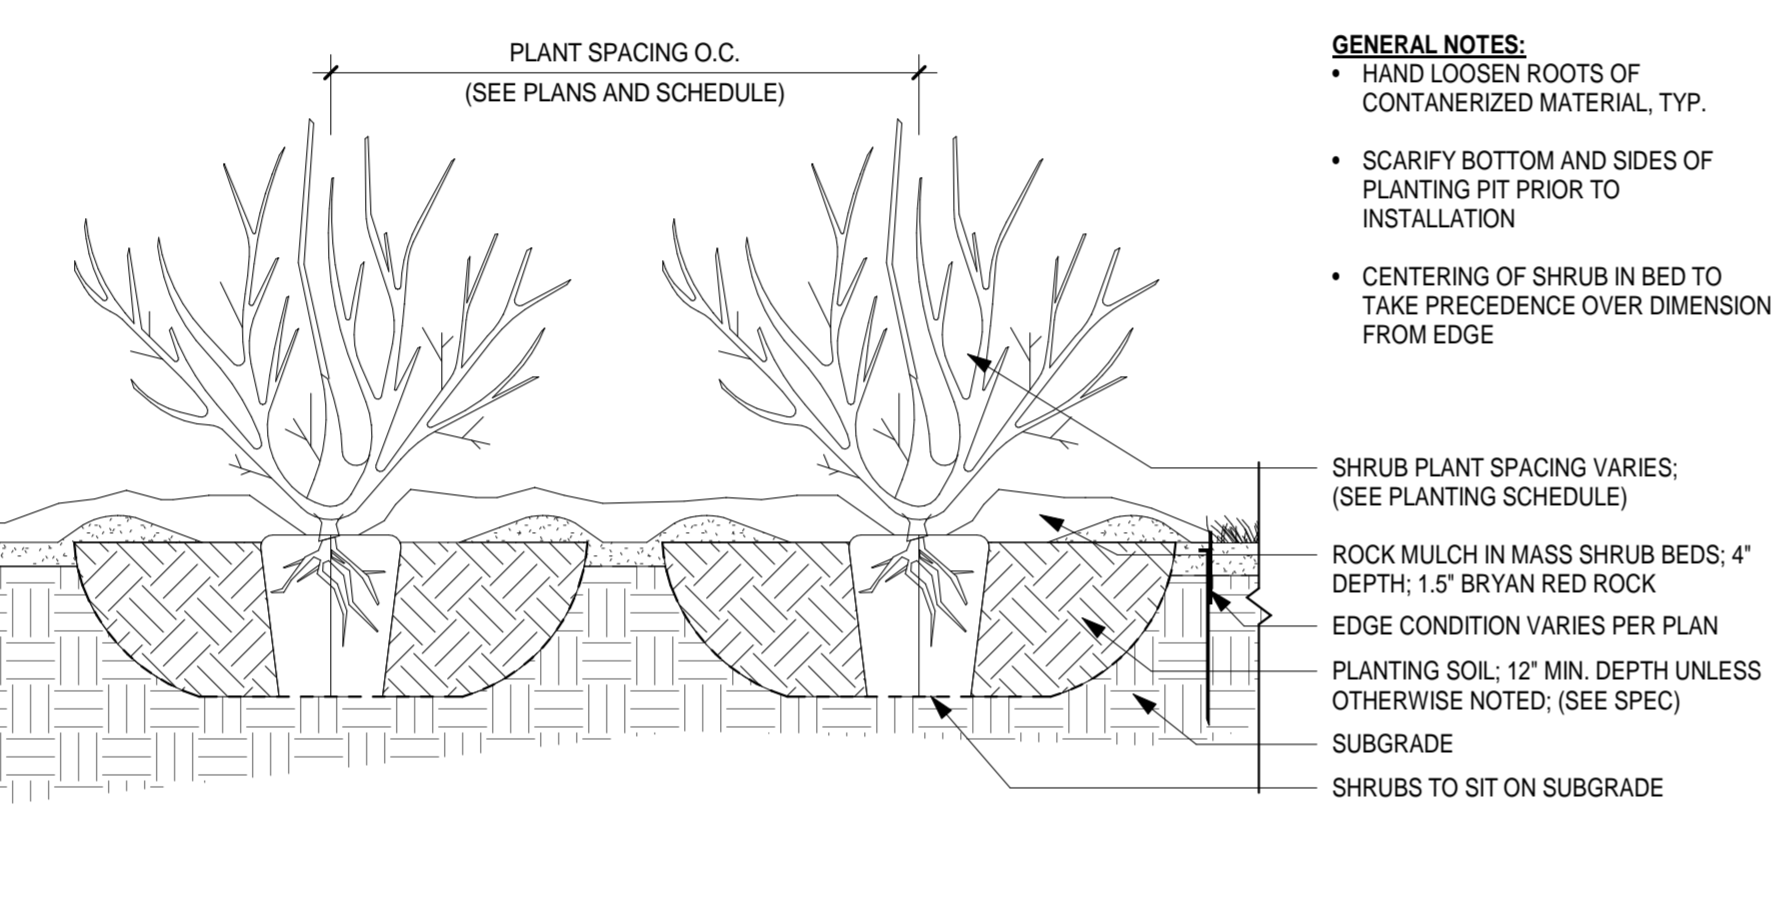 PLANT SPACING O.C.
(SEE PLANS AND SCHEDULE)
GENERAL NOTES:
• HAND LOOSEN ROOTS OF
CONTANERIZED MATERIAL, TYP.
• SCARIFY BOTTOM AND SIDES OF
PLANTING PIT PRIOR TO
INSTALLATION
• CENTERING OF SHRUB IN BED TO
TAKE PRECEDENCE OVER DIMENSION
FROM EDGE
SHRUB PLANT SPACING VARIES;
(SEE PLANTING SCHEDULE)
ROCK MULCH IN MASS SHRUB BEDS; 4"
DEPTH; 1.5" BRYAN RED ROCK
EDGE CONDITION VARIES PER PLAN
PLANTING SOIL; 12" MIN. DEPTH UNLESS
OTHERWISE NOTED; (SEE SPEC)
SUBGRADE
SHRUBS TO SIT ON SUBGRADE